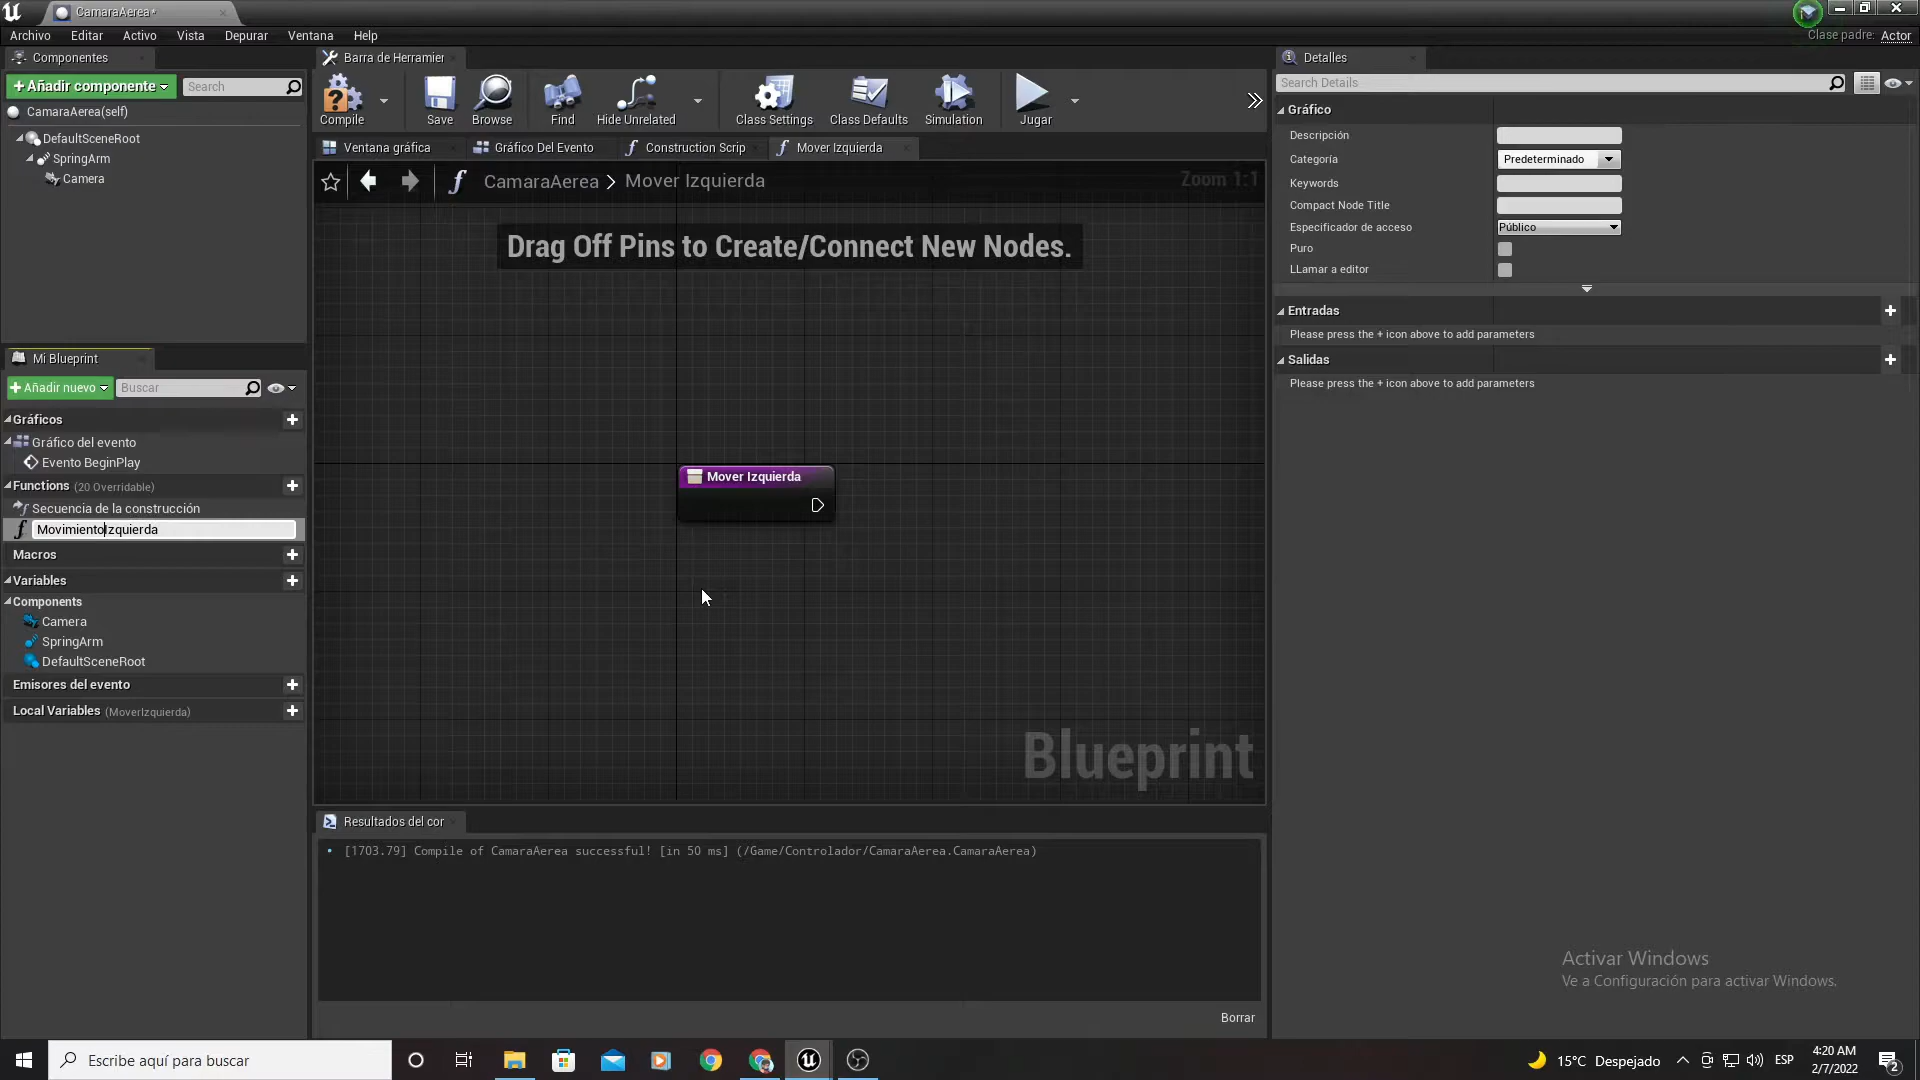 CamaraAerea*
Archivo Editar Activo Vista Depurar Ventana Help
Clase padre: Actor
Componentes
+ Añadir componente
Search
CamaraAerea(self)
DefaultSceneRoot
SpringArm
Camera
Barra de Herramier
Compile
Save
Browse
Find
Hide Unrelated
Class Settings
Class Defaults
Simulation
Jugar
Ventana gráfica
Gráfico Del Evento
Construction Scrip
Mover Izquierda
CamaraAerea > Mover Izquierda
Zoom 1:1
Drag Off Pins to Create/Connect New Nodes.
Mover Izquierda
Blueprint
Mi Blueprint
+ Añadir nuevo
Buscar
Gráficos
Gráfico del evento
Evento BeginPlay
Functions (20 Overridable)
Secuencia de la construcción
MovimientoIzquierda
Macros
Variables
Components
Camera
SpringArm
DefaultSceneRoot
Emisores del evento
Local Variables (MoverIzquierda)
Resultados del cor
[1703.79] Compile of CamaraAerea successful! [in 50 ms] (/Game/Controlador/CamaraAerea.CamaraAerea)
Borrar
Detalles
Search Details
Gráfico
Descripción
Categoría Predeterminado
Keywords
Compact Node Title
Especificador de acceso Público
Puro
LLamar a editor
Entradas
Please press the + icon above to add parameters
Salidas
Please press the + icon above to add parameters
Activar Windows
Ve a Configuración para activar Windows.
Escribe aquí para buscar
15°C Despejado
ESP
4:20 AM
2/7/2022
2